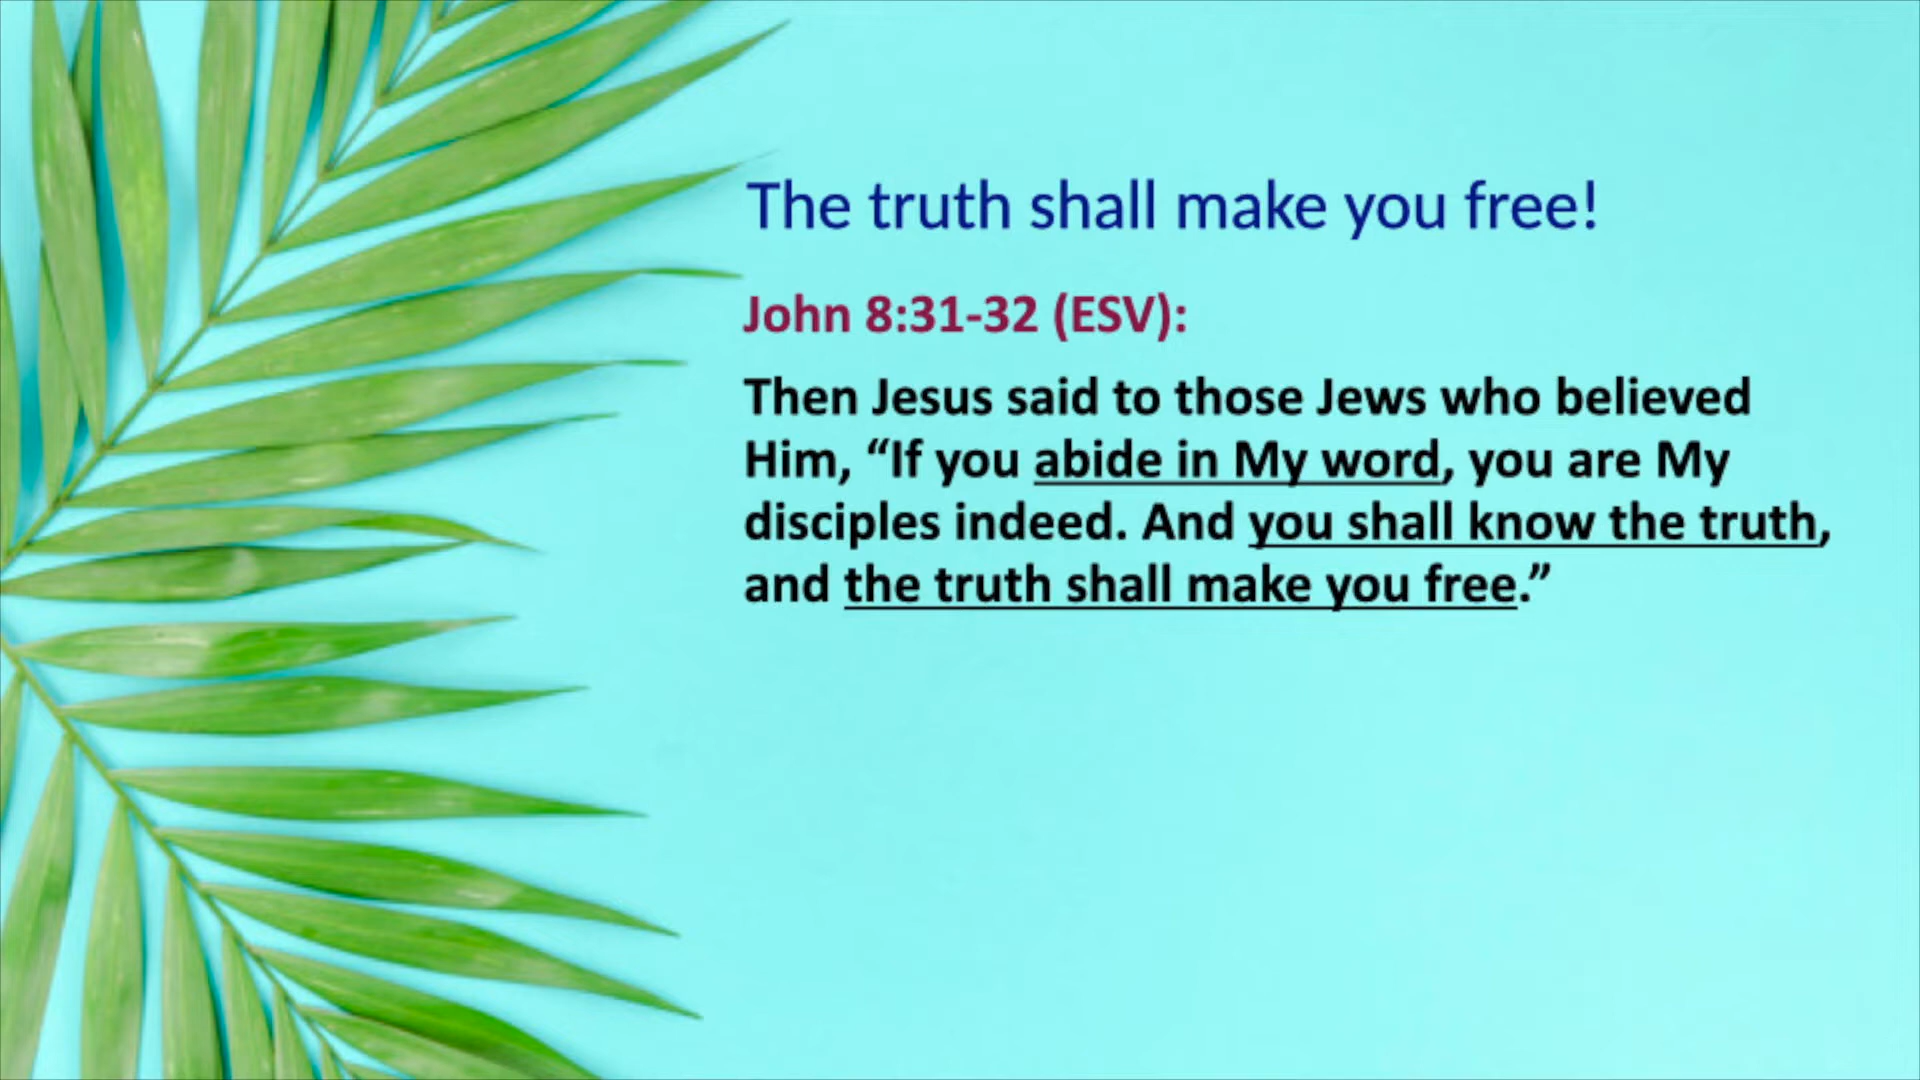 The truth shall make you free!
John 8:31-32 (ESV):
Then Jesus said to those Jews who believed
Him, “If you abide in My word, you are My
disciples indeed. And you shall know the truth,
and the truth shall make you free.”